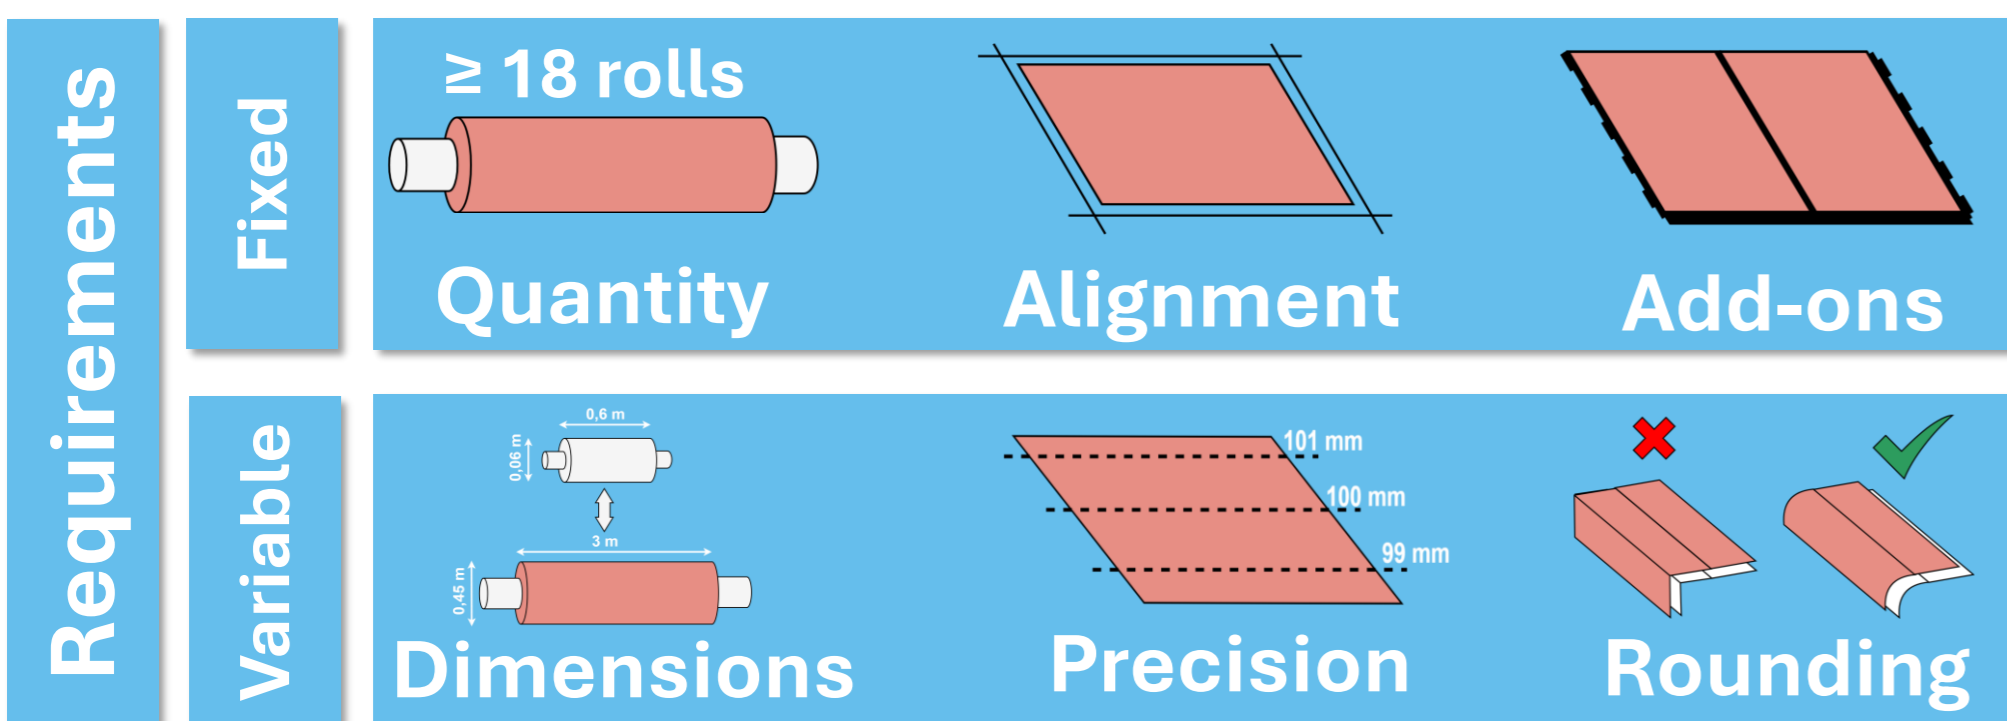 Requirements
Fixed
≥ 18 rolls
Quantity
Alignment
Add-ons
Variable
0,6 m
0,06 m
3 m
0,45 m
Dimensions
101 mm
100 mm
99 mm
Precision
Rounding